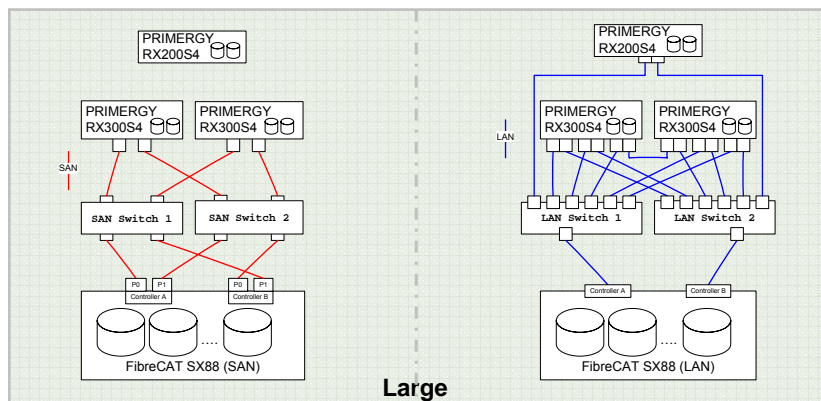 PRIMERGY
RX200S4
PRIMERGY
RX300S4
PRIMERGY
RX300S4
SAN
SAN Switch 1
SAN Switch 2
P0
P1
P0
P1
Controller A
Controller B
....
FibreCAT SX88 (SAN)
PRIMERGY
RX200S4
LAN
PRIMERGY
RX300S4
PRIMERGY
RX300S4
LAN Switch 1
LAN Switch 2
Controller A
Controller B
....
FibreCAT SX88 (LAN)
Large